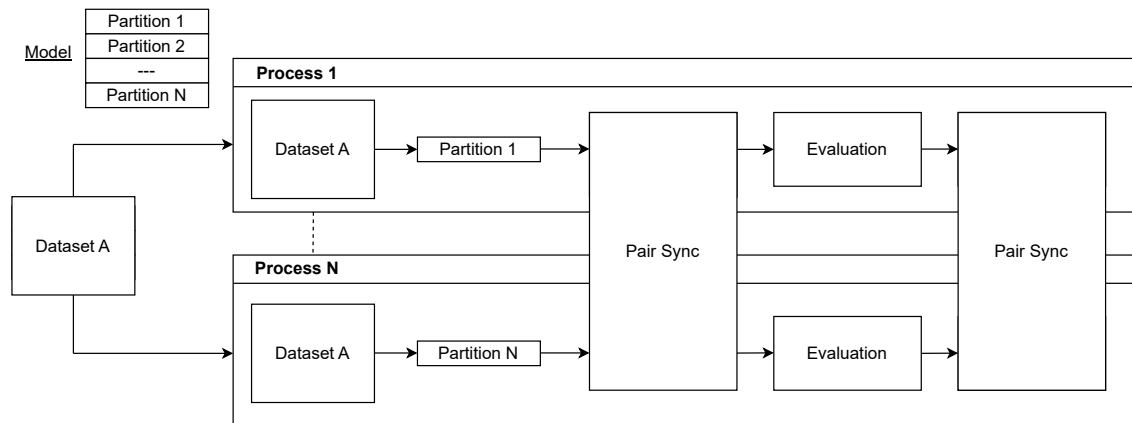 Partition 1
Model
Partition 2
---
Partition N
Process 1
Dataset A
Partition 1
Evaluation
Dataset A
Pair Sync
Pair Sync
Process N
Dataset A
Partition N
Evaluation